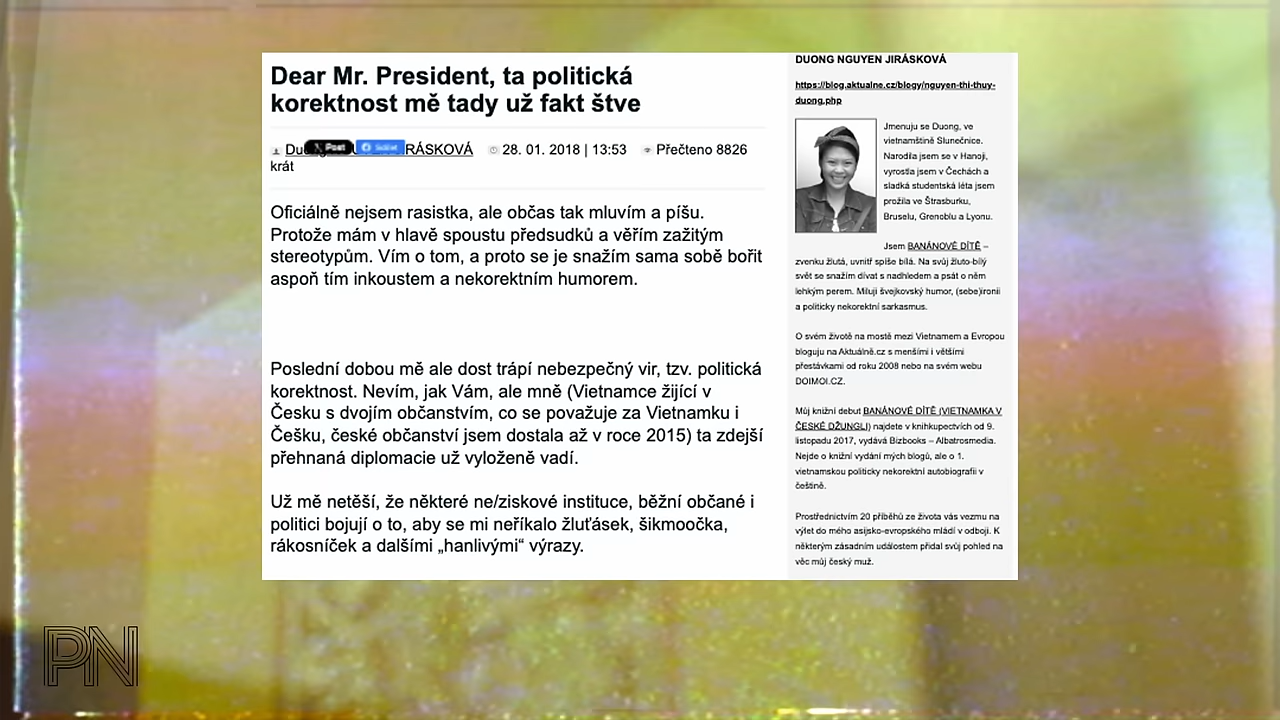 Dear Mr. President, ta politická
korektnost mě tady už fakt štve
Post
Sdílet
RÁSKOVÁ 28. 01. 2018 | 13:53 Přečteno 8826
krát
Oficiálně nejsem rasistka, ale občas tak mluvím a píšu.
Protože mám v hlavě spoustu předsudků a věřím zažitým
stereotypům. Vím o tom, a proto se je snažím sama sobě bořit
aspoň tím inkoustem a nekorektním humorem.
Poslední dobou mě ale dost trápí nebezpečný vir, tzv. politická
korektnost. Nevím, jak Vám, ale mně (Vietnamce žijící v
Česku s dvojím občanstvím, co se považuje za Vietnamku i
Češku, české občanství jsem dostala až v roce 2015) ta zdejší
přehnaná diplomacie už vyloženě vadí.
Už mě netěší, že některé ne/ziskové instituce, běžní občané i
politici bojují o to, aby se mi neříkalo žluťásek, šikmoočka,
rákosníček a dalšími „hanlivými“ výrazy.
DUONG NGUYEN JIRÁSKOVÁ
https://blog.aktualne.cz/blogy/nguyen-thi-thuy-
duong.php
Jmenuju se Duong, ve
vietnamštině Slunečnice.
Narodila jsem se v Hanoji,
vyrostla jsem v Čechách a
sladká studentská léta jsem
prožila ve Štrasburku,
Bruselu, Grenoblu a Lyonu.
Jsem BANÁNOVÉ DÍTĚ –
zvenku žlutá, uvnitř spíše bílá. Na svůj žluto-bílý
svět se snažím dívat s nadhledem a psát o něm
lehkým perem. Miluji švejkovský humor, (sebe)ironii
a politicky nekorektní sarkasmus.
O svém životě na mostě mezi Vietnamem a Evropou
bloguju na Aktuálně.cz s menšími i většími
přestávkami od roku 2008 nebo na svém webu
DOIMOI.CZ.
Můj knižní debut BANÁNOVÉ DÍTĚ (VIETNAMKA V
ČESKÉ DŽUNGLI) najdete v knihkupectvích od 9.
listopadu 2017, vydává Bizbooks – Albatrosmedia.
Nejde o knižní vydání mých blogů, ale o 1.
vietnamskou politicky nekorektní autobiografii v
češtině.
Prostřednictvím 20 příběhů ze života vás vezmu na
výlet do mého asijsko-evropského mládí v odboji. K
některým zásadním událostem přidal svůj pohled na
věc můj český muž.
PN